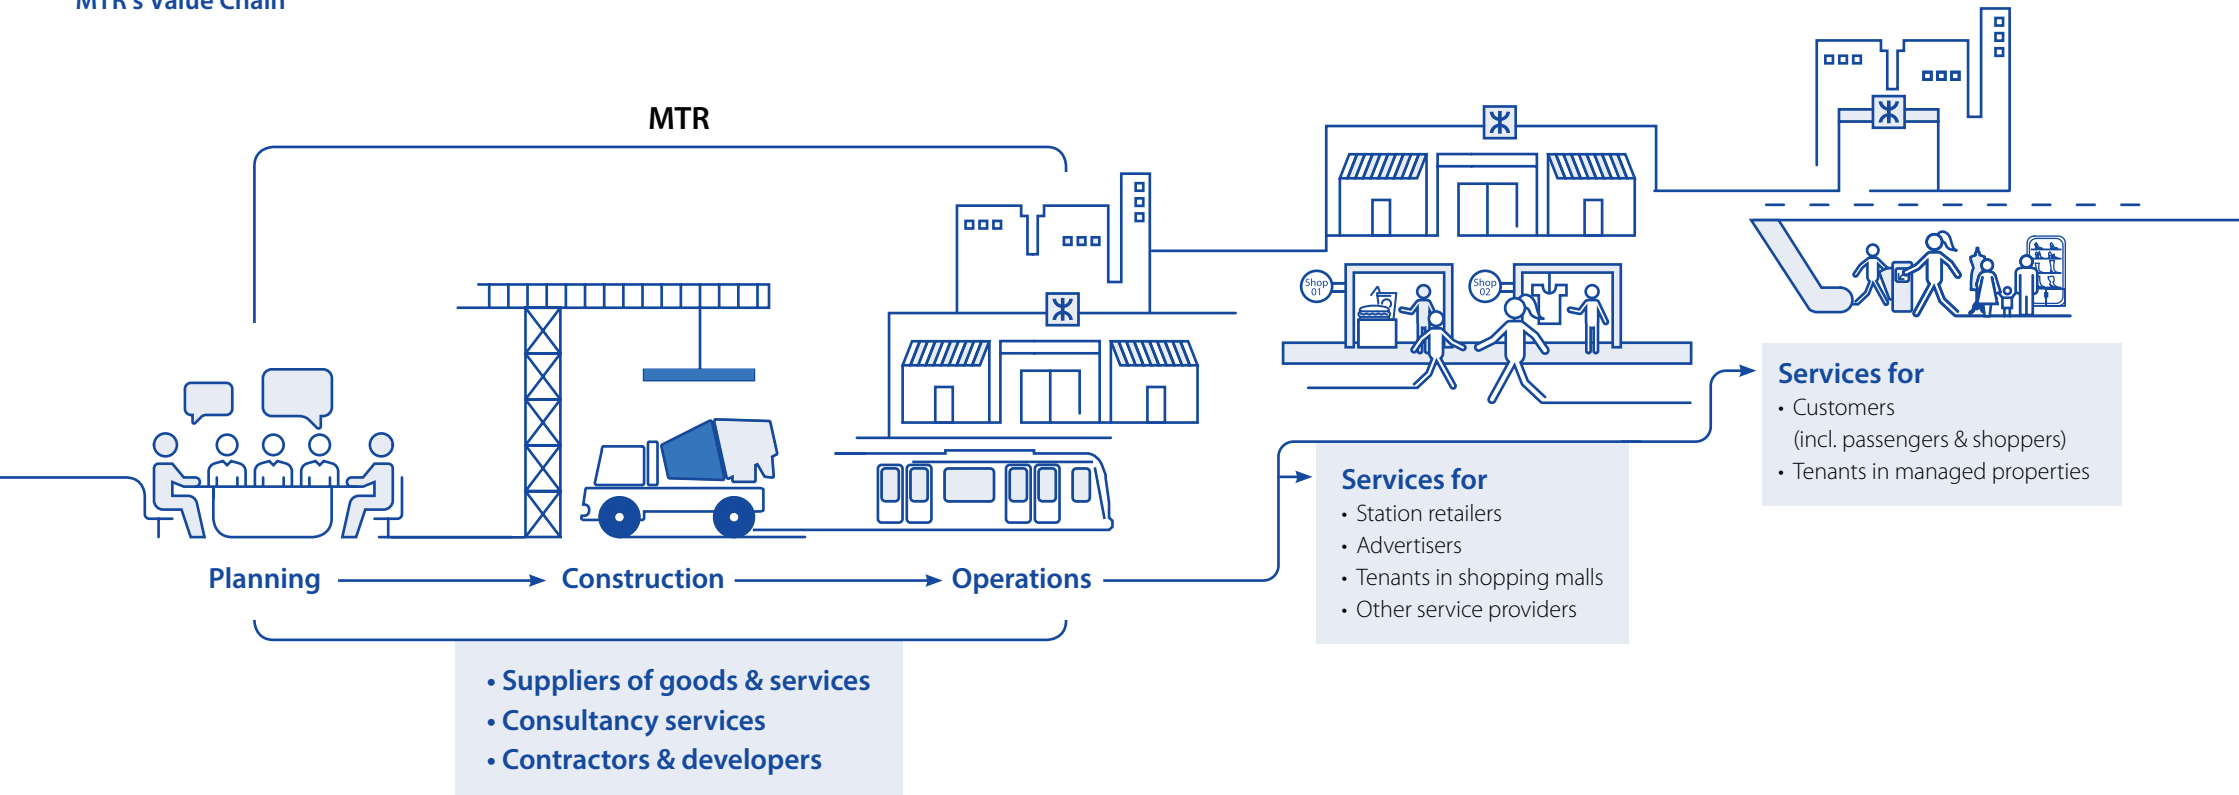 MTR's Value Chain
MTR
Planning
Construction
Operations
• Suppliers of goods & services
• Consultancy services
• Contractors & developers
Shop
01
Shop
02
Services for
• Station retailers
• Advertisers
• Tenants in shopping malls
• Other service providers
Services for
• Customers
(incl. passengers & shoppers)
• Tenants in managed properties